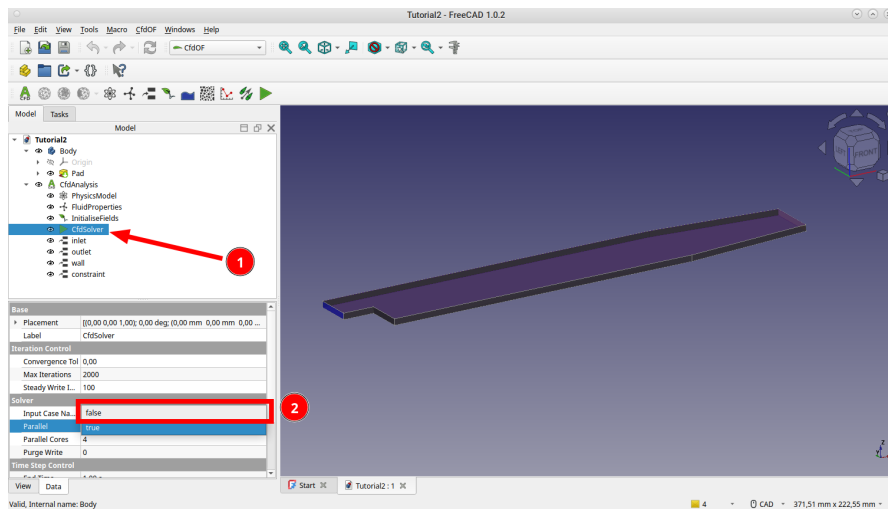 Tutorial2 - FreeCAD 1.0.2
File Edit View Tools Macro CfdOF Windows Help
CfdOF
Model Tasks
Model
Tutorial2
Body
Origin
Pad
CfdAnalysis
PhysicsModel
FluidProperties
InitialiseFields
CfdSolver
inlet
outlet
wall
constraint
1
FRONT
Base
Placement [(0,00 0,00 1,00); 0,00 deg; (0,00 mm 0,00 mm 0,00 ...
Label CfdSolver
Iteration Control
Convergence Tol 0,00
Max Iterations 2000
Steady Write I... 100
Solver
Input Case Na... false
2
Parallel true
Parallel Cores 4
Purge Write 0
Time Step Control
View Data
Start Tutorial2 : 1
Z
Valid, Internal name: Body
4 CAD 371,51 mm x 222,55 mm